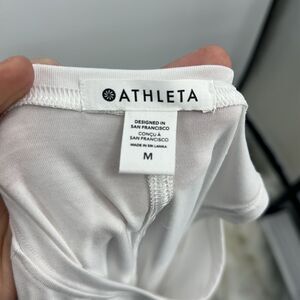 ATHLETA
DESIGNED IN
SAN FRANCISCO
CONÇU À
SAN FRANCISCO
MADE IN SRI LANKA
M